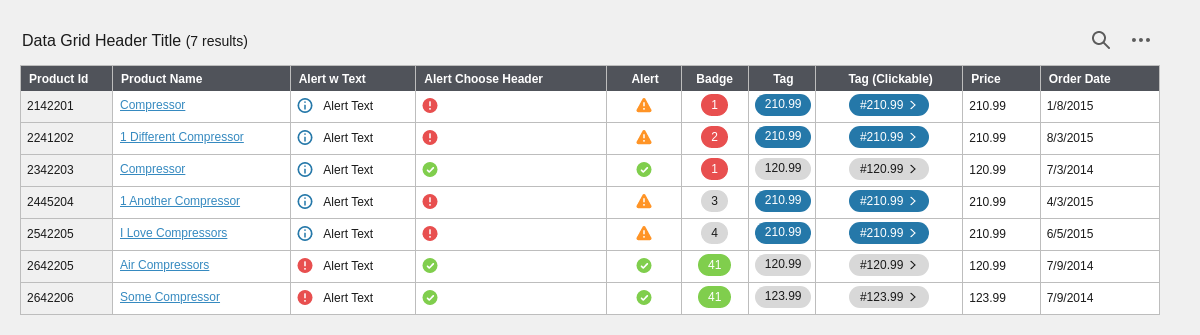 Data Grid Header Title (7 results)
Product Id Product Name Alert w Text Alert Choose Header Alert Badge Tag Tag (Clickable) Price Order Date
2142201 Compressor Alert Text 1 210.99 #210.99 210.99 1/8/2015
2241202 1 Different Compressor Alert Text 2 210.99 #210.99 210.99 8/3/2015
2342203 Compressor Alert Text 1 120.99 #120.99 120.99 7/3/2014
2445204 1 Another Compressor Alert Text 3 210.99 #210.99 210.99 4/3/2015
2542205 I Love Compressors Alert Text 4 210.99 #210.99 210.99 6/5/2015
2642205 Air Compressors Alert Text 41 120.99 #120.99 120.99 7/9/2014
2642206 Some Compressor Alert Text 41 123.99 #123.99 123.99 7/9/2014